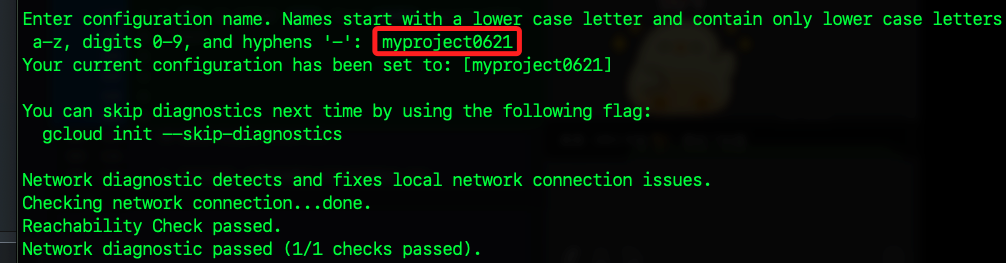 Enter configuration name. Names start with a lower case letter and contain only lower case letters
a-z, digits 0-9, and hyphens '-': myproject0621
Your current configuration has been set to: [myproject0621]
You can skip diagnostics next time by using the following flag:
gcloud init --skip-diagnostics
Network diagnostic detects and fixes local network connection issues.
Checking network connection...done.
Reachability Check passed.
Network diagnostic passed (1/1 checks passed).